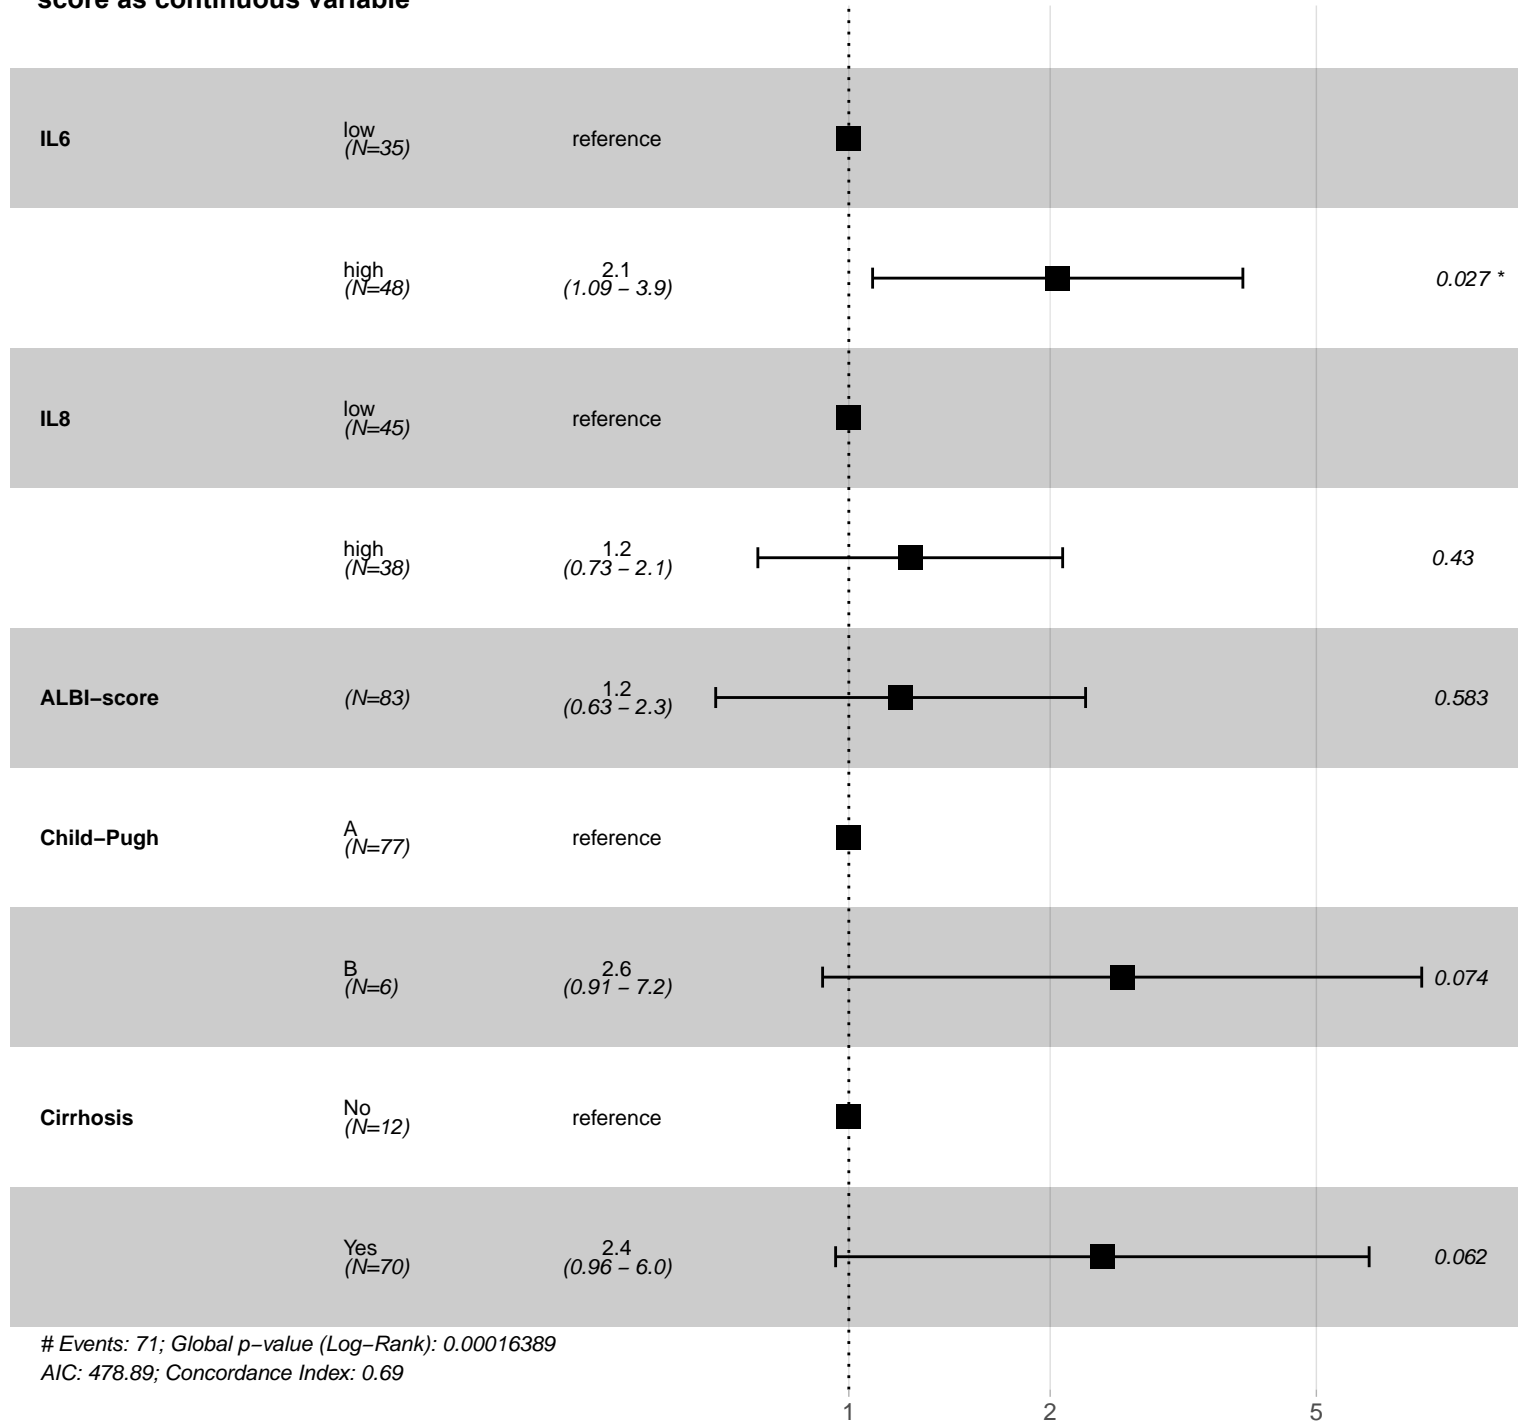 score as continuous variable
IL6
low
(N=35)
reference
high
(N=48)
2.1
(1.09 – 3.9)
0.027 *
IL8
low
(N=45)
reference
high
(N=38)
1.2
(0.73 – 2.1)
0.43
ALBI–score
(N=83)
1.2
(0.63 – 2.3)
0.583
Child–Pugh
A
(N=77)
reference
B
(N=6)
2.6
(0.91 – 7.2)
0.074
Cirrhosis
No
(N=12)
reference
Yes
(N=70)
2.4
(0.96 – 6.0)
0.062
# Events: 71; Global p–value (Log–Rank): 0.00016389
AIC: 478.89; Concordance Index: 0.69
1 2 5